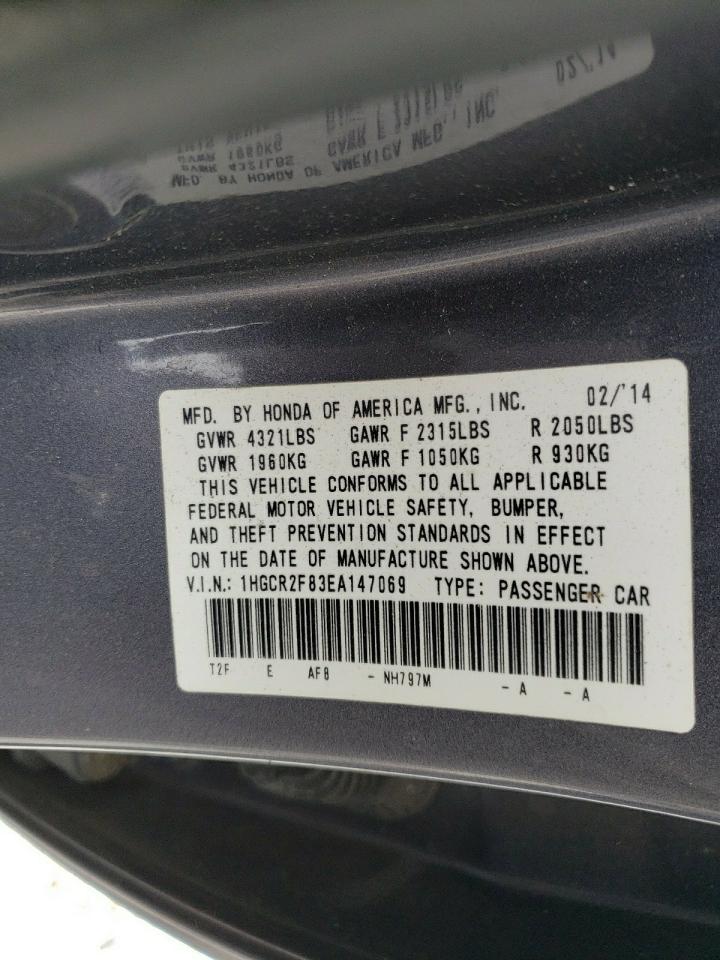 MFD. BY HONDA OF AMERICA MFG., INC. 02/'14
GVWR 4321LBS GAWR F 2315LBS R 2050LBS
GVWR 1960KG GAWR F 1050KG R 930KG
THIS VEHICLE CONFORMS TO ALL APPLICABLE
FEDERAL MOTOR VEHICLE SAFETY, BUMPER,
AND THEFT PREVENTION STANDARDS IN EFFECT
ON THE DATE OF MANUFACTURE SHOWN ABOVE.
V.I.N.: 1HGCR2F83EA147069 TYPE: PASSENGER CAR
T2F E AF8 - NH797M - A - A